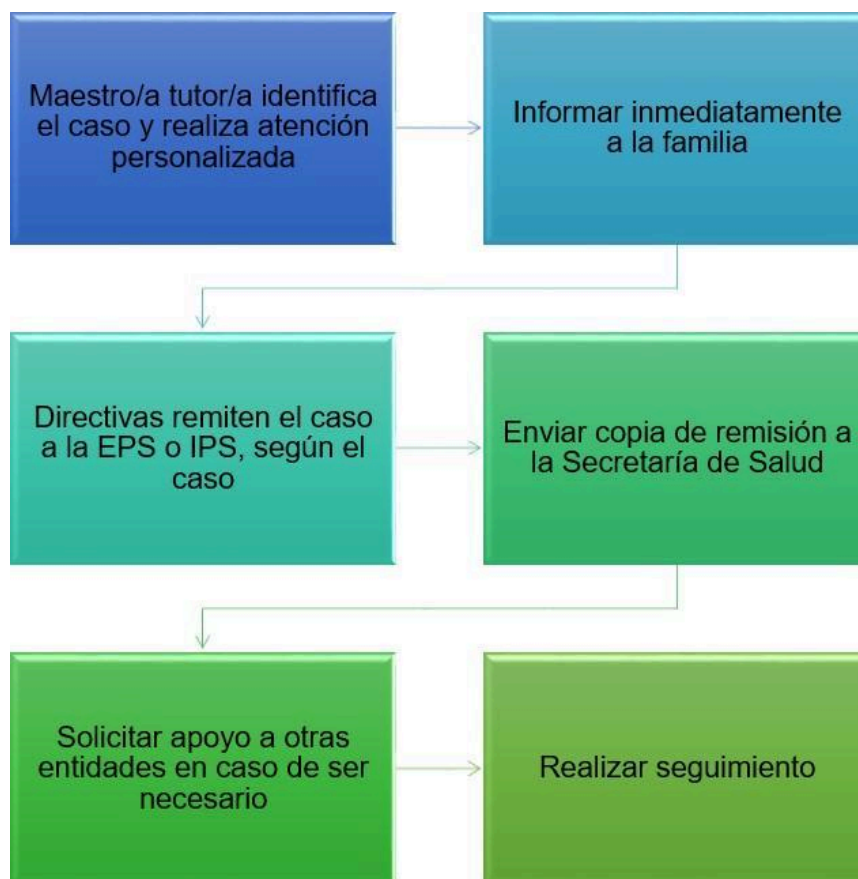 Maestro/a tutor/a identifica
el caso y realiza atención
personalizada
Informar inmediatamente
a la familia
Directivas remiten el caso
a la EPS o IPS, según el
caso
Enviar copia de remisión a
la Secretaría de Salud
Solicitar apoyo a otras
entidades en caso de ser
necesario
Realizar seguimiento